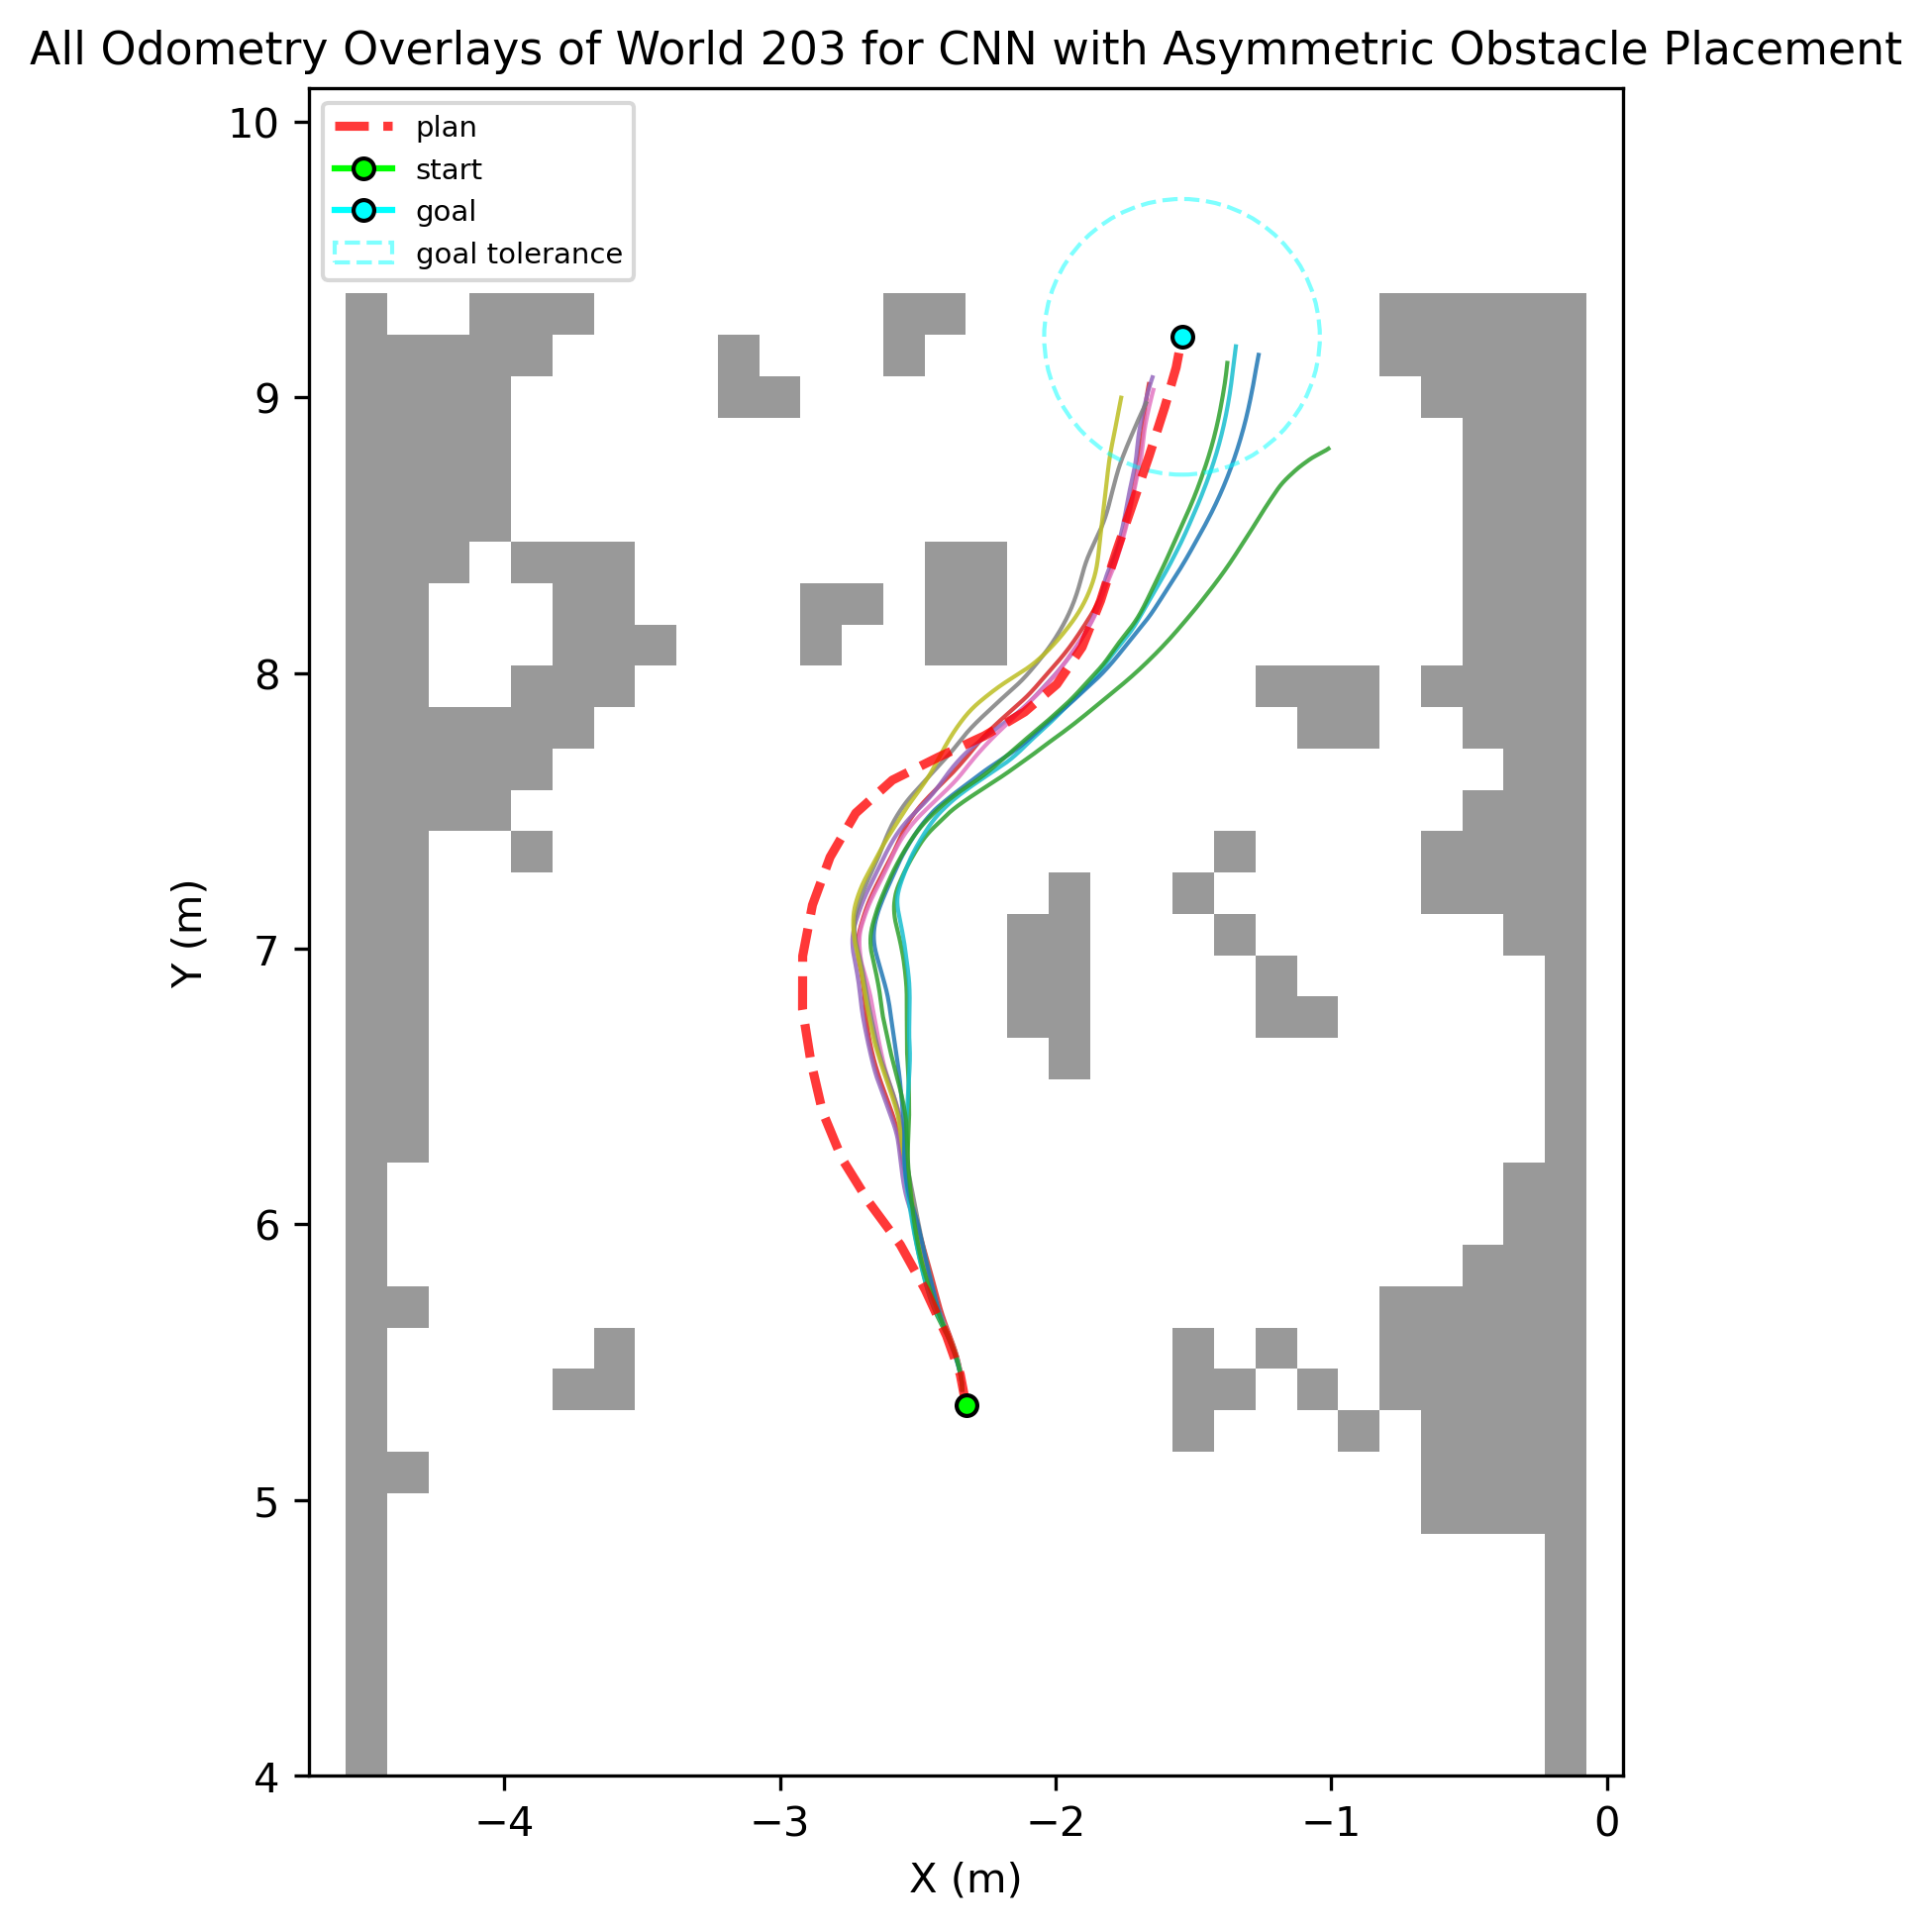 All Odometry Overlays of World 203 for CNN with Asymmetric Obstacle Placement
plan
start
goal
goal tolerance
10
9
8
7
6
5
4
Y (m)
−4
−3
−2
−1
0
X (m)